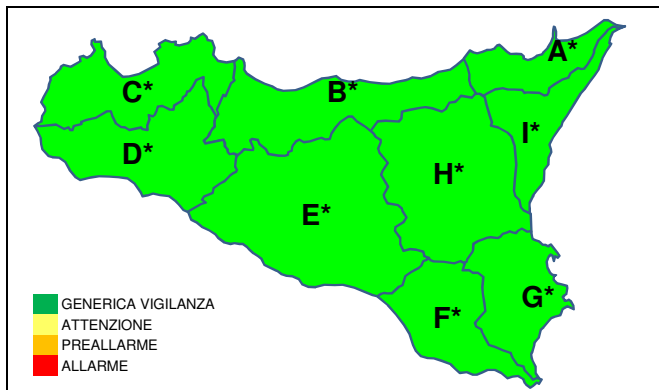 A*
C*
B*
I*
D*
H*
E*
G*
F*
GENERICA VIGILANZA
ATTENZIONE
PREALLARME
ALLARME